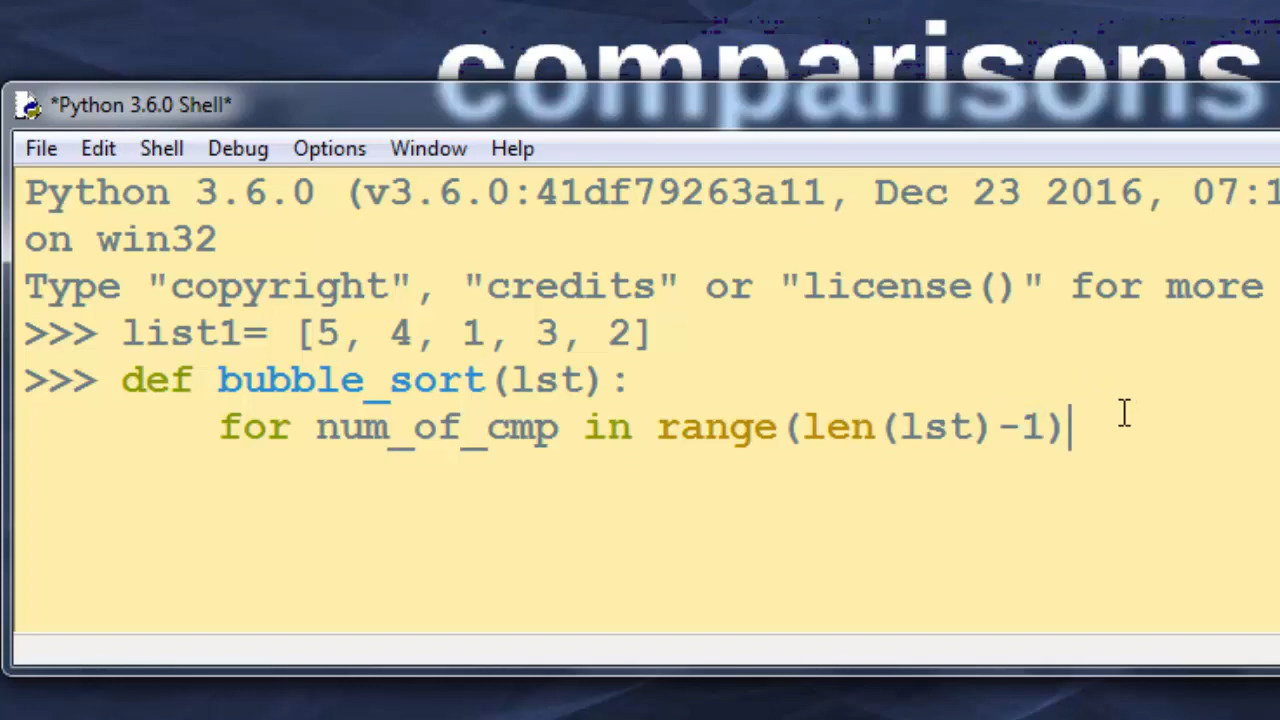 comparisons
*Python 3.6.0 Shell*
File Edit Shell Debug Options Window Help
Python 3.6.0 (v3.6.0:41df79263a11, Dec 23 2016, 07:1
on win32
Type "copyright", "credits" or "license()" for more
>>> list1= [5, 4, 1, 3, 2]
>>> def bubble_sort(lst):
        for num_of_cmp in range(len(lst)-1)